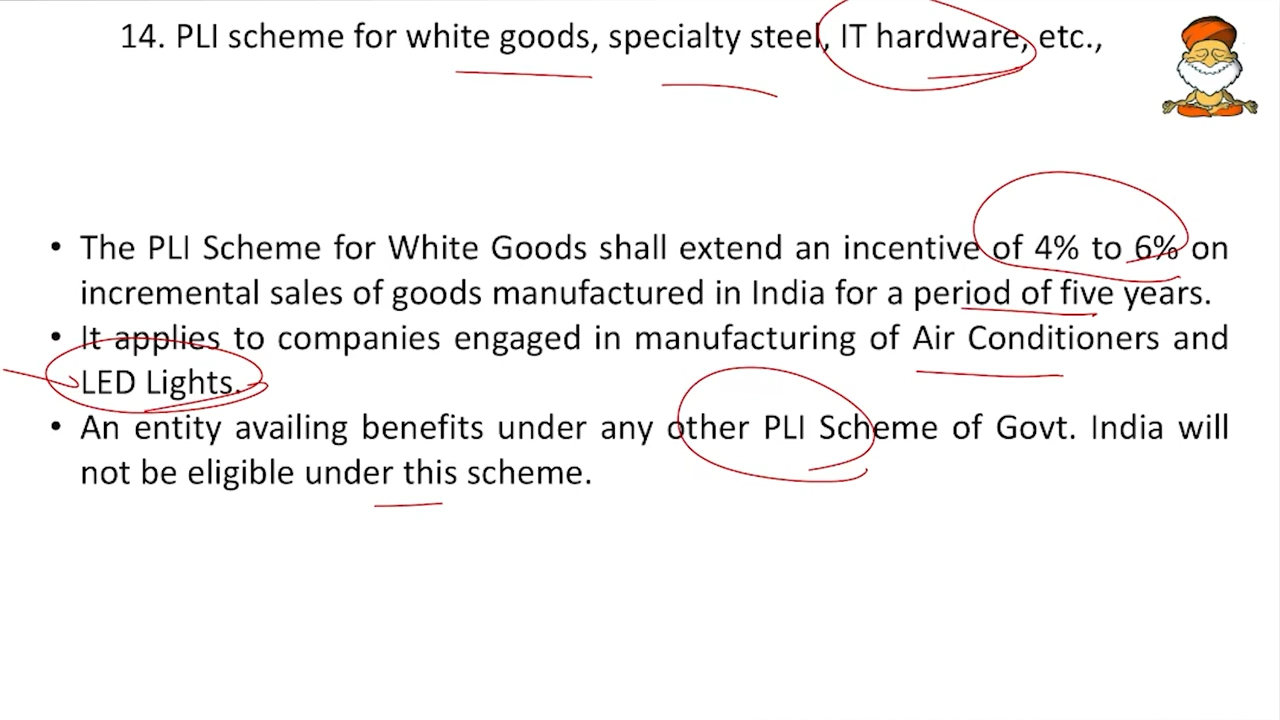 14. PLI scheme for white goods, specialty steel, IT hardware, etc.,
• The PLI Scheme for White Goods shall extend an incentive of 4% to 6% on
incremental sales of goods manufactured in India for a period of five years.
• It applies to companies engaged in manufacturing of Air Conditioners and
LED Lights.
• An entity availing benefits under any other PLI Scheme of Govt. India will
not be eligible under this scheme.